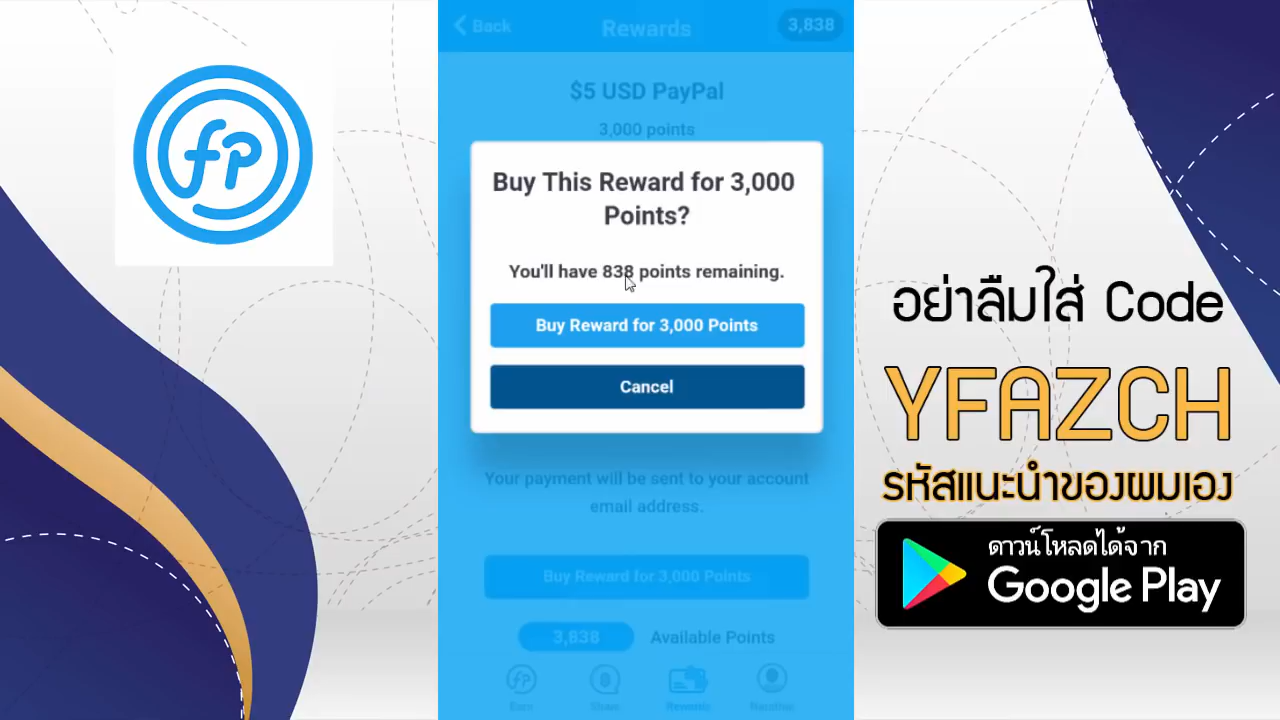 fp
Back
Rewards
3,838
$5 USD PayPal
3,000 points
Buy This Reward for 3,000
Points?
You'll have 838 points remaining.
Buy Reward for 3,000 Points
Cancel
Your payment will be sent to your account
email address.
Buy Reward for 3,000 Points
3,838
Available Points
Earn
Share
Rewards
อย่าลืมใส่ Code
YFAZCH
รหัสแนะนำของผมเอง
ดาวน์โหลดได้จาก
Google Play